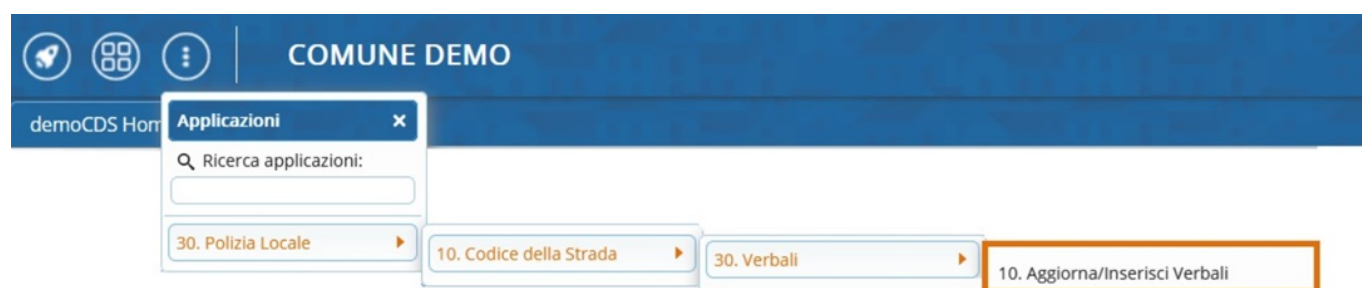 COMUNE DEMO
demoCDS Hom
Applicazioni
Ricerca applicazioni:
30. Polizia Locale
10. Codice della Strada
30. Verbali
10. Aggiorna/Inserisci Verbali